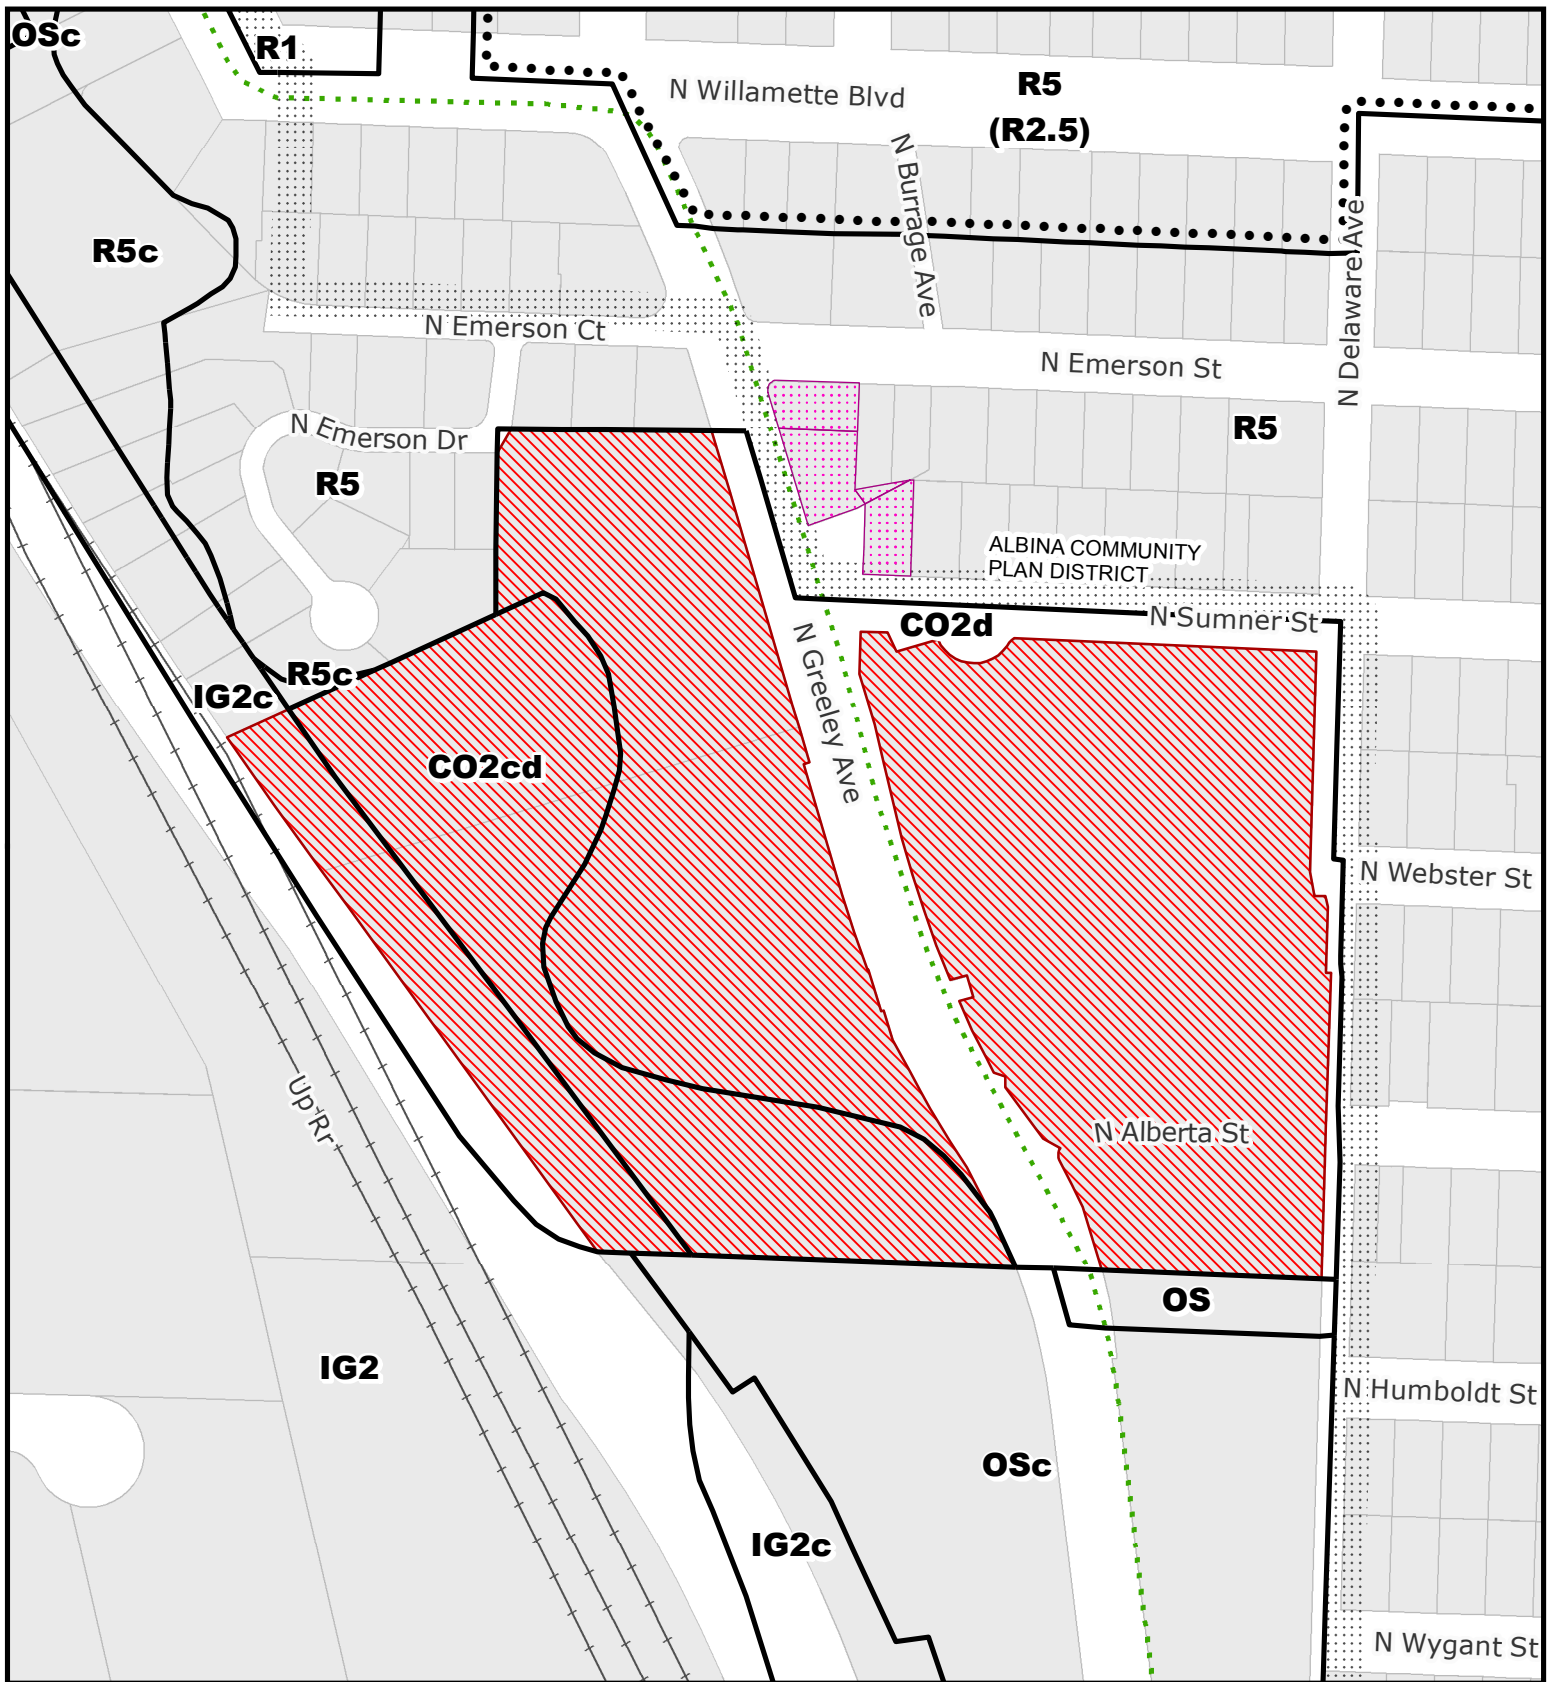 OSc
R1
N Willamette Blvd
R5
(R2.5)
N Burrage Ave
N Delaware Ave
R5c
N Emerson Ct
N Emerson St
N Emerson Dr
R5
R5
ALBINA COMMUNITY
PLAN DISTRICT
N Sumner St
CO2d
R5c
IG2c
N Greeley Ave
CO2cd
N Webster St
Up Rr
N Alberta St
OS
IG2
N Humboldt St
OSc
IG2c
N Wygant St